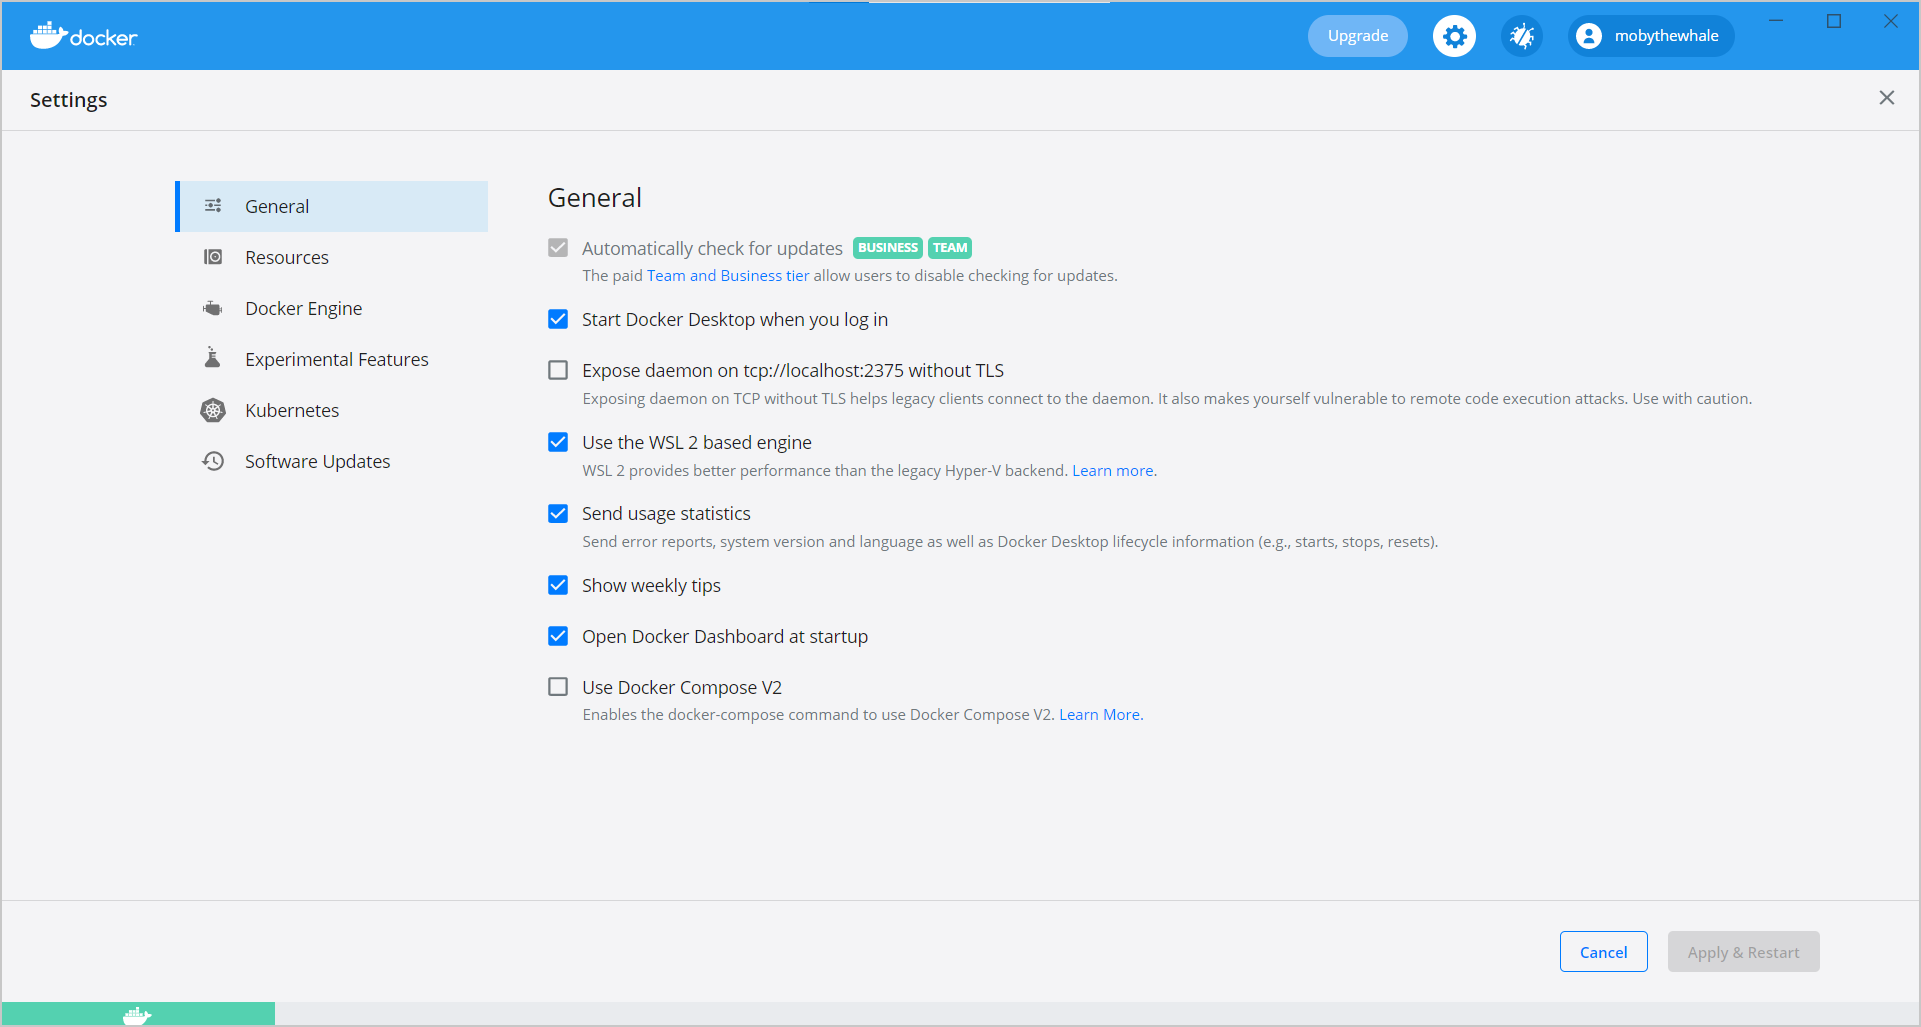 docker
Upgrade
mobythewhale
Settings
General
Resources
Docker Engine
Experimental Features
Kubernetes
Software Updates
General
Automatically check for updates BUSINESS TEAM
The paid Team and Business tier allow users to disable checking for updates.
Start Docker Desktop when you log in
Expose daemon on tcp://localhost:2375 without TLS
Exposing daemon on TCP without TLS helps legacy clients connect to the daemon. It also makes yourself vulnerable to remote code execution attacks. Use with caution.
Use the WSL 2 based engine
WSL 2 provides better performance than the legacy Hyper-V backend. Learn more.
Send usage statistics
Send error reports, system version and language as well as Docker Desktop lifecycle information (e.g., starts, stops, resets).
Show weekly tips
Open Docker Dashboard at startup
Use Docker Compose V2
Enables the docker-compose command to use Docker Compose V2. Learn More.
Cancel
Apply & Restart